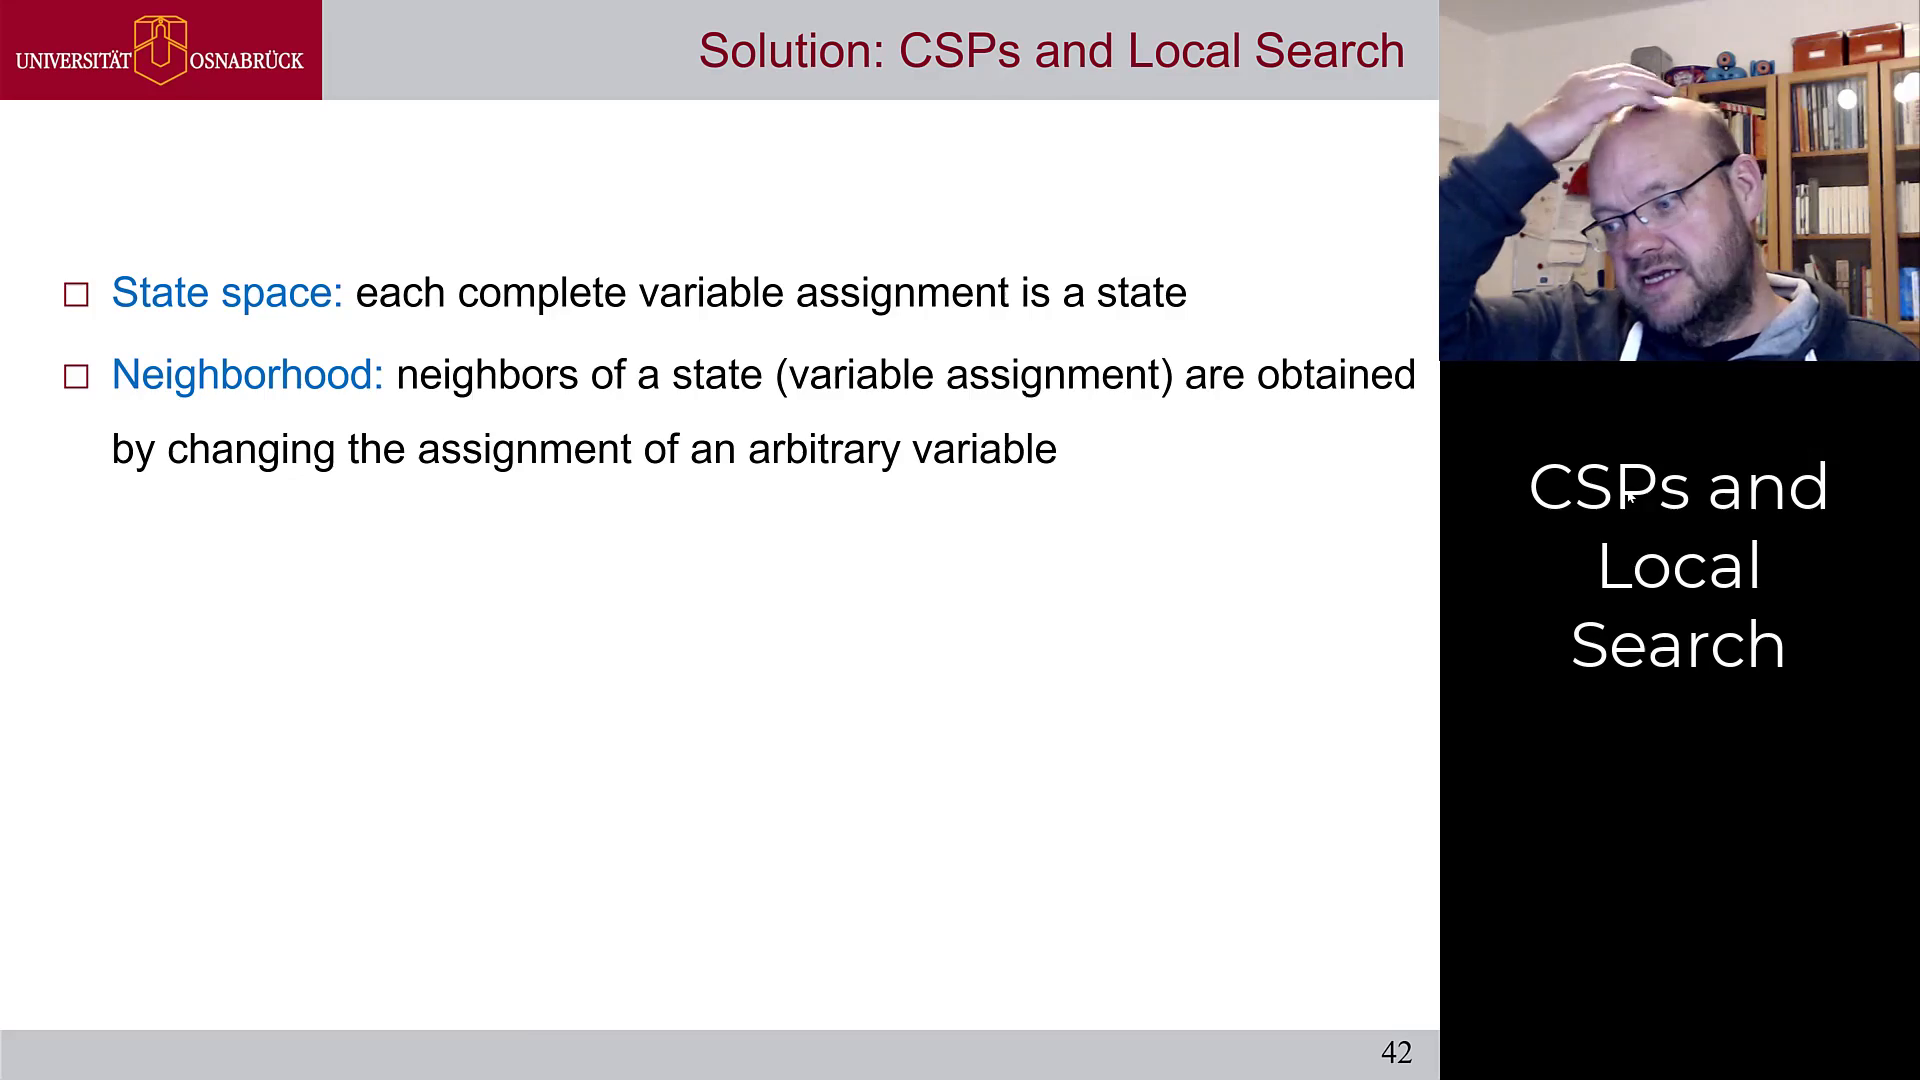 UNIVERSITÄT OSNABRÜCK
Solution: CSPs and Local Search
State space: each complete variable assignment is a state
Neighborhood: neighbors of a state (variable assignment) are obtained
by changing the assignment of an arbitrary variable
42
CSPs and
Local
Search